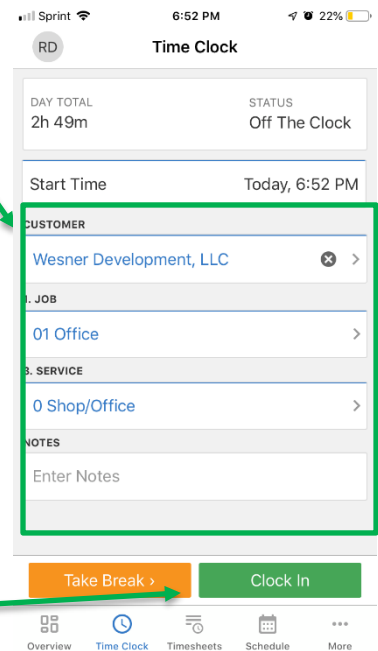 Sprint 6:52 PM 22%
RD Time Clock
DAY TOTAL STATUS
2h 49m Off The Clock
Start Time Today, 6:52 PM
CUSTOMER
Wesner Development, LLC
1. JOB
01 Office
3. SERVICE
0 Shop/Office
NOTES
Enter Notes
Take Break › Clock In
Overview Time Clock Timesheets Schedule More